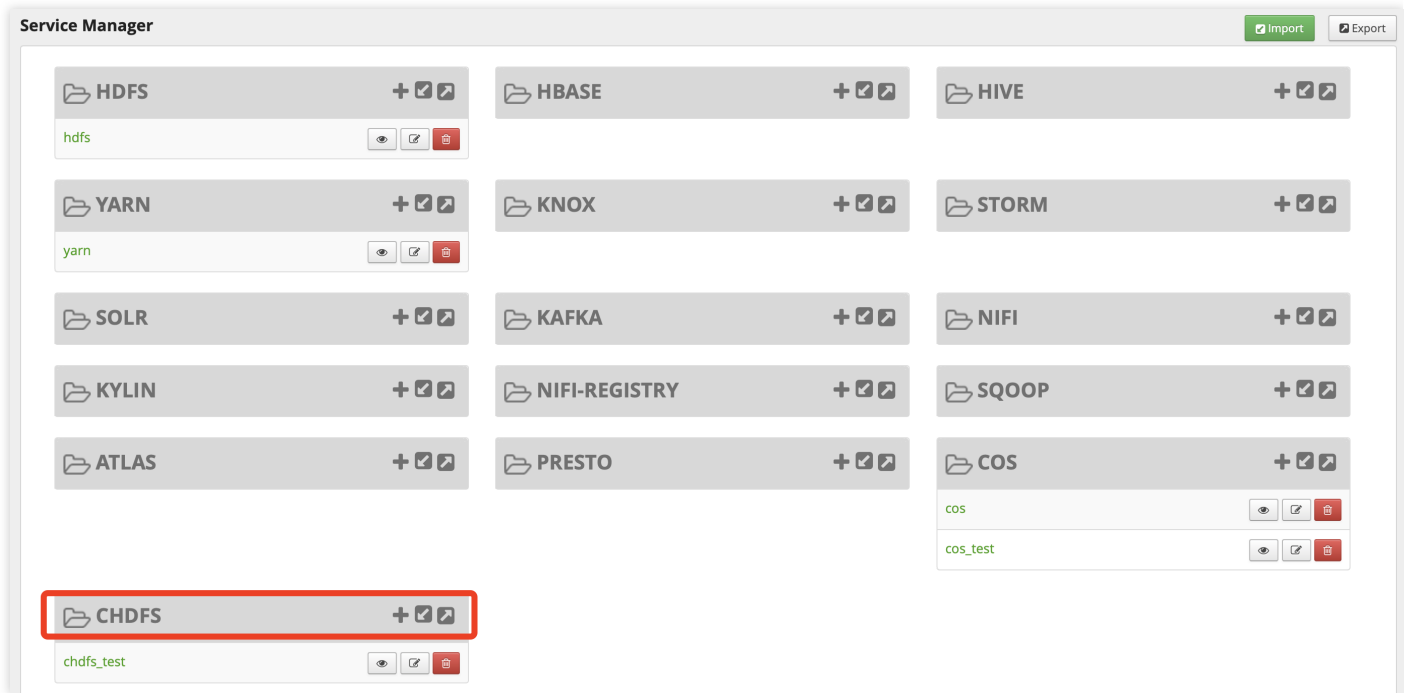 Service Manager
Import
Export
HDFS
HBASE
HIVE
hdfs
YARN
KNOX
STORM
yarn
SOLR
KAFKA
NIFI
KYLIN
NIFI-REGISTRY
SQOOP
ATLAS
PRESTO
COS
cos
cos_test
CHDFS
chdfs_test